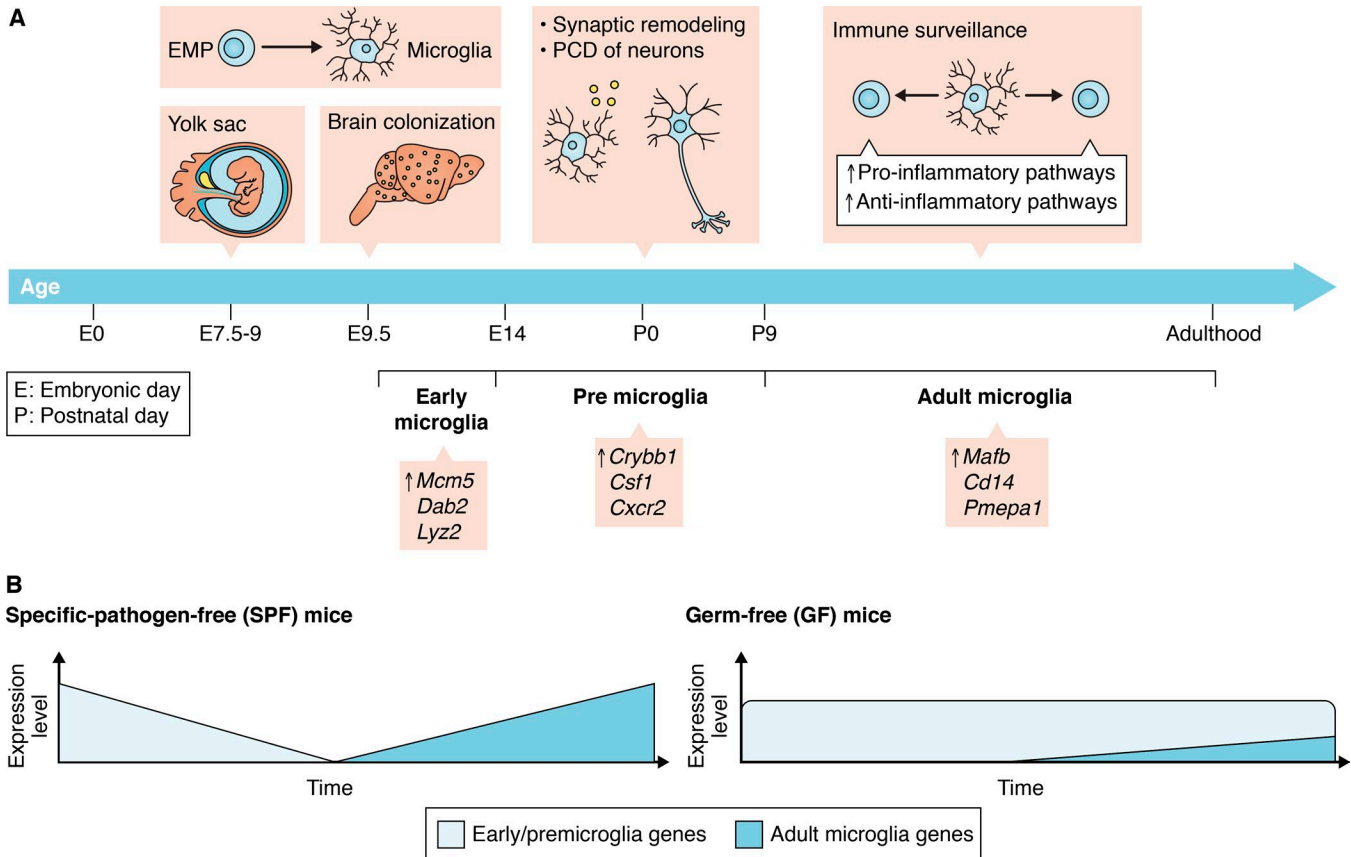 A
EMP
Microglia
Yolk sac
Brain colonization
• Synaptic remodeling
• PCD of neurons
Immune surveillance
↑Pro-inflammatory pathways
↑Anti-inflammatory pathways
Age
E0
E7.5-9
E9.5
E14
P0
P9
Adulthood
E: Embryonic day
P: Postnatal day
Early
microglia
↑Mcm5
Dab2
Lyz2
Pre microglia
↑Crybb1
Csf1
Cxcr2
Adult microglia
↑Mafb
Cd14
Pmepa1
B
Specific-pathogen-free (SPF) mice
Expression
level
Time
Germ-free (GF) mice
Expression
level
Time
Early/premicroglia genes
Adult microglia genes